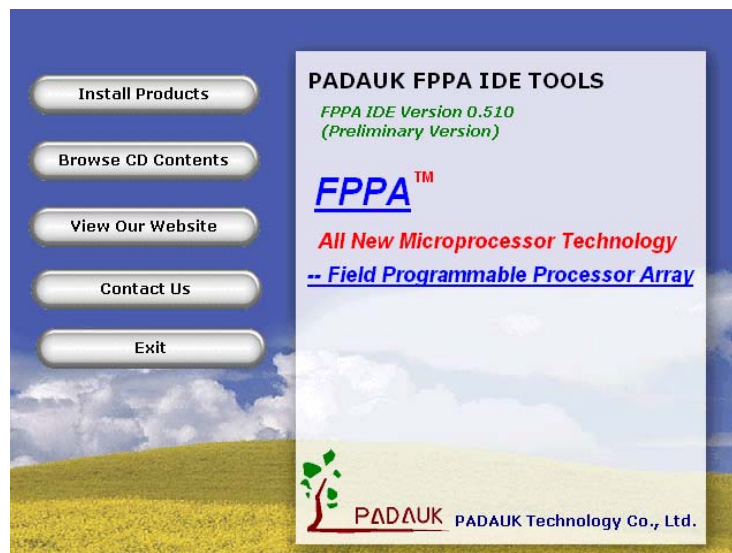 Install Products
Browse CD Contents
View Our Website
Contact Us
Exit
PADAUK FPPA IDE TOOLS
FPPA IDE Version 0.510
(Preliminary Version)
FPPA™
All New Microprocessor Technology
-- Field Programmable Processor Array
PADAUK PADAUK Technology Co., Ltd.